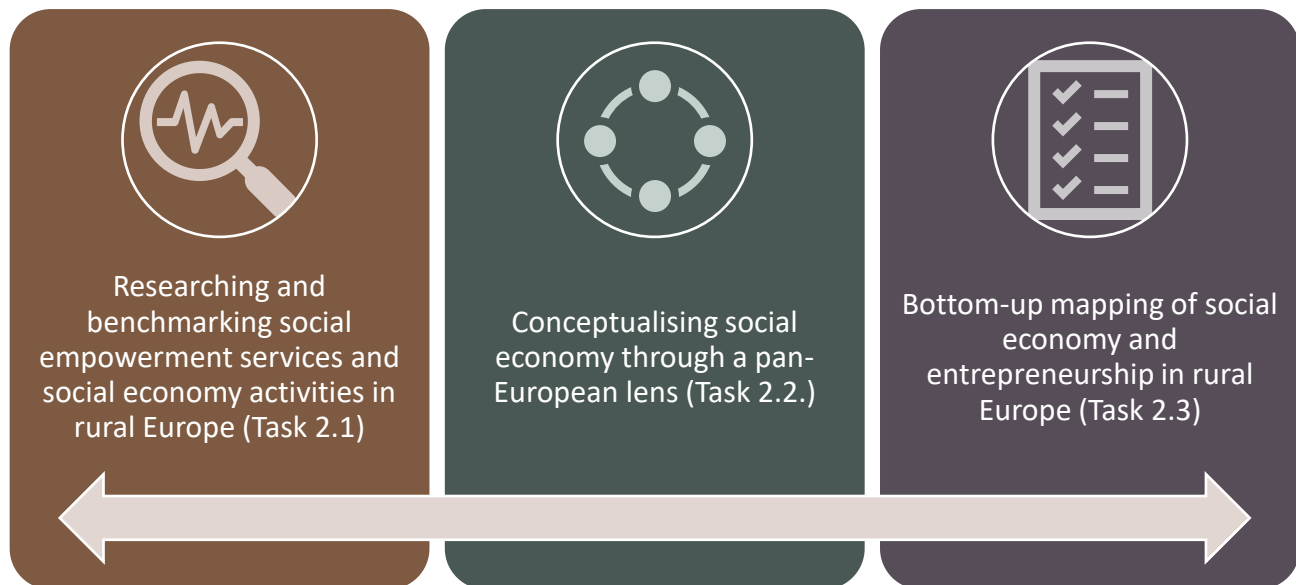 Researching and
benchmarking social
empowerment services and
social economy activities in
rural Europe (Task 2.1)
Conceptualising social
economy through a pan-
European lens (Task 2.2.)
Bottom-up mapping of social
economy and
entrepreneurship in rural
Europe (Task 2.3)